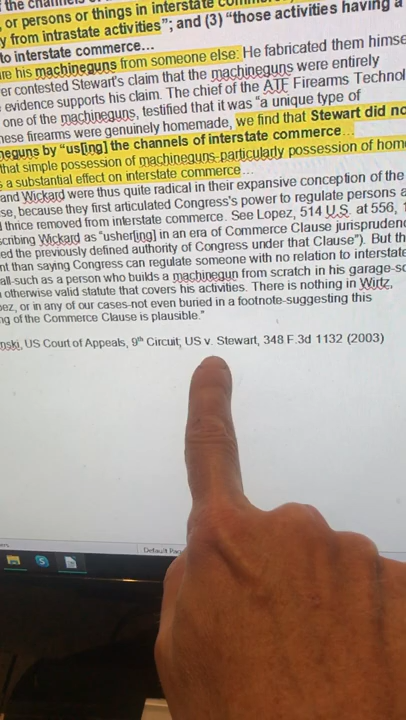 the channels of interstate comm
, or persons or things in interstate
y from intrastate activities"; and (3) "those activities having a
to interstate commerce…
his machineguns from someone else. He fabricated them himse
er contested Stewart's claim that the machineguns were entirely
evidence supports his claim. The chief of the ATF Firearms Technol
one of the machineguns, testified that it was "a unique type of
hese firearms were genuinely homemade, we find that Stewart did no
neguns by "us[ing] the channels of interstate commerce…
that simple possession of machineguns-particularly possession of hom
a substantial effect on interstate commerce…
and Wickard were thus quite radical in their expansive conception of the
se, because they first articulated Congress's power to regulate persons a
thrice removed from interstate commerce. See Lopez, 514 U.S. at 556, 1
scribing Wickard as "usher[ing] in an era of Commerce Clause jurisprudenc
ed the previously defined authority of Congress under that Clause"). But th
nt than saying Congress can regulate someone with no relation to interstate
all-such as a person who builds a machinegun from scratch in his garage-so
otherwise valid statute that covers his activities. There is nothing in Wirtz,
ez, or in any of our cases-not even buried in a footnote-suggesting this
ng of the Commerce Clause is plausible."
nski, US Court of Appeals, 9th Circuit; US v. Stewart, 348 F.3d 1132 (2003)
Default